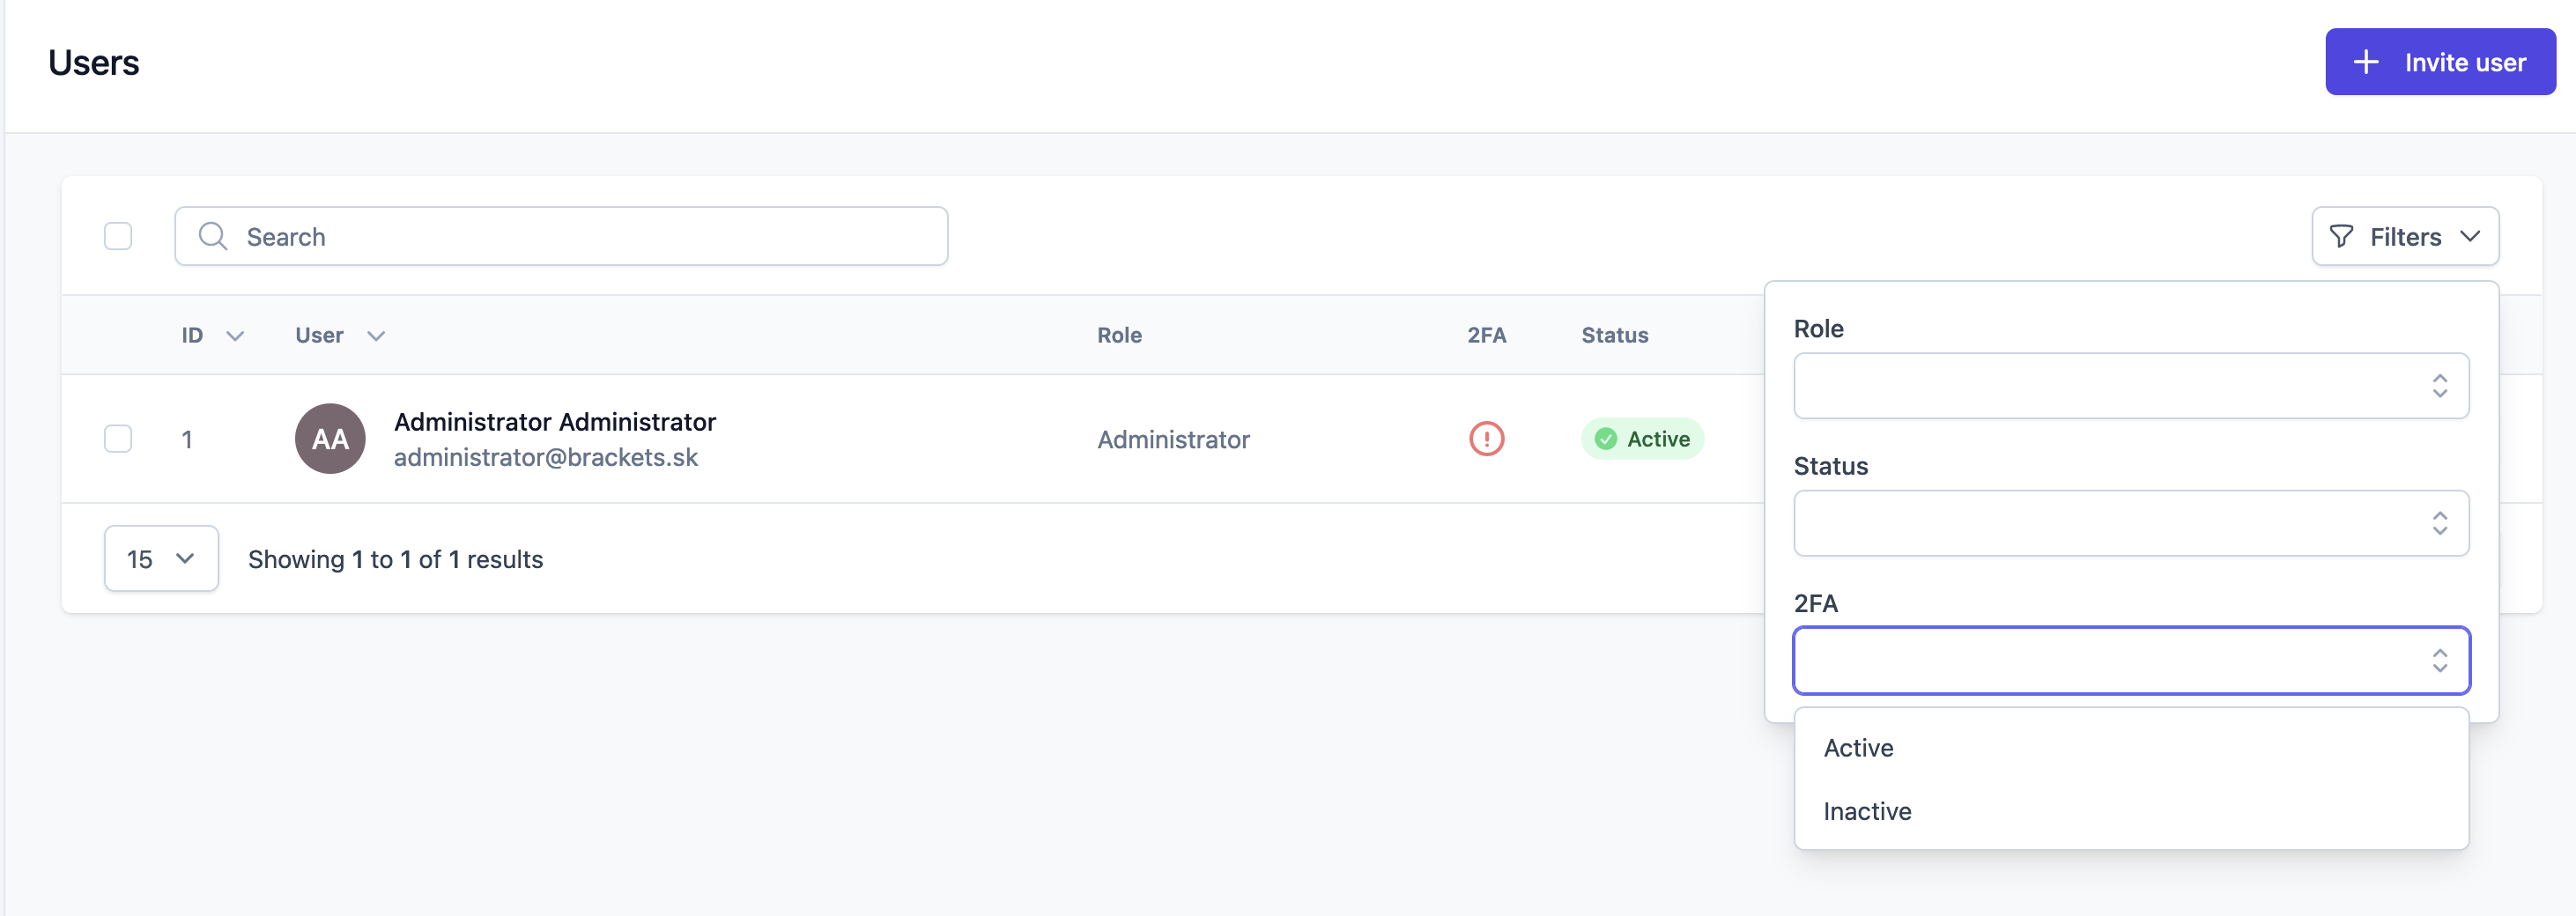 Users
Invite user
Search
Filters
ID User Role 2FA Status
AA
Administrator Administrator
administrator@brackets.sk
1
Administrator
Active
15
Showing 1 to 1 of 1 results
Role
Status
2FA
Active
Inactive